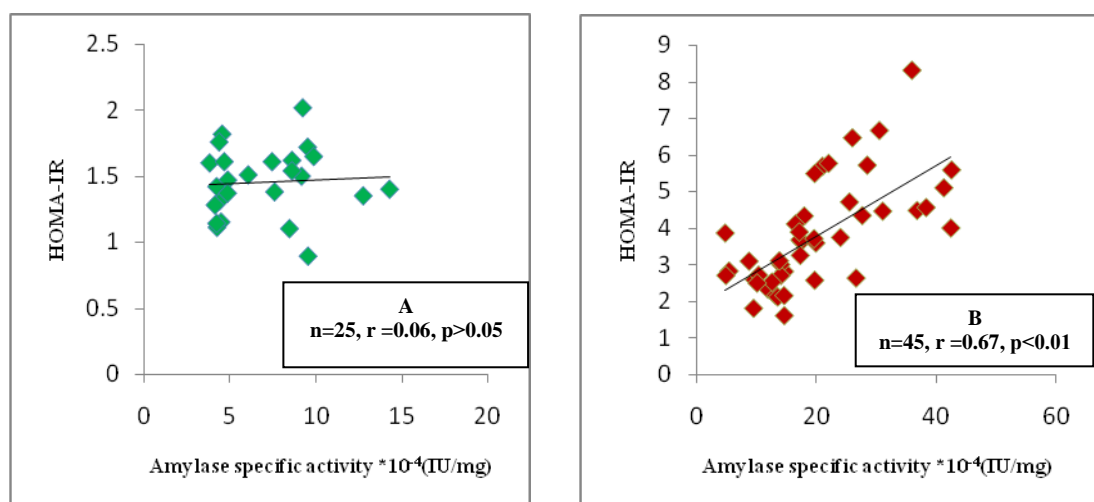 2.5
2
1.5
1
0.5
0
HOMA-IR
A
n=25, r =0.06, p>0.05
0 5 10 15 20
Amylase specific activity *10⁻⁴(IU/mg)
9
8
7
6
5
4
3
2
1
0
HOMA-IR
B
n=45, r =0.67, p<0.01
0 20 40 60
Amylase specific activity *10⁻⁴(IU/mg)